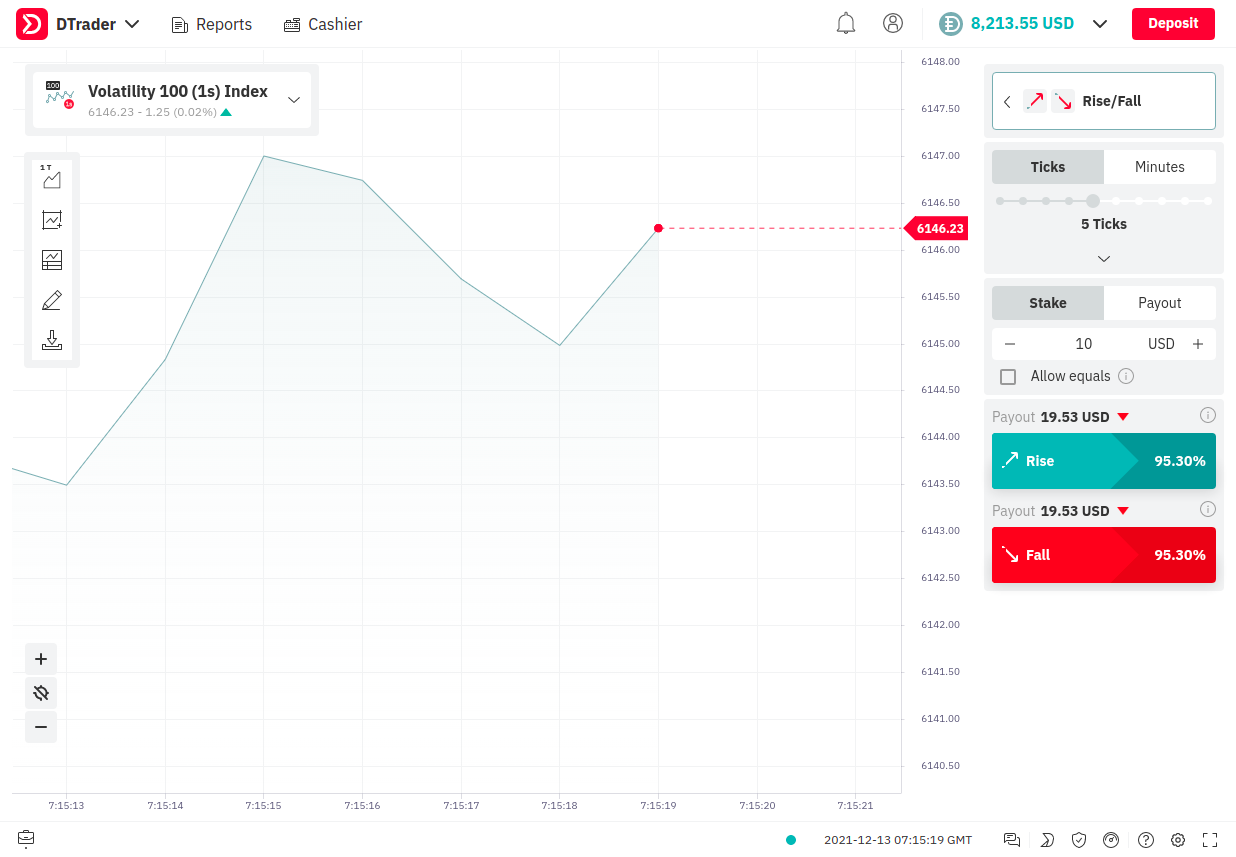 DTrader
Reports
Cashier
8,213.55 USD
Deposit
100
1s
Volatility 100 (1s) Index
6146.23 - 1.25 (0.02%)
1 T
6148.00
6147.50
6147.00
6146.50
6146.23
6146.00
6145.50
6145.00
6144.50
6144.00
6143.50
6143.00
6142.50
6142.00
6141.50
6141.00
6140.50
7:15:13
7:15:14
7:15:15
7:15:16
7:15:17
7:15:18
7:15:19
7:15:20
7:15:21
Rise/Fall
Ticks
Minutes
5 Ticks
Stake
Payout
10
USD
Allow equals
Payout 19.53 USD
Rise
95.30%
Payout 19.53 USD
Fall
95.30%
2021-12-13 07:15:19 GMT